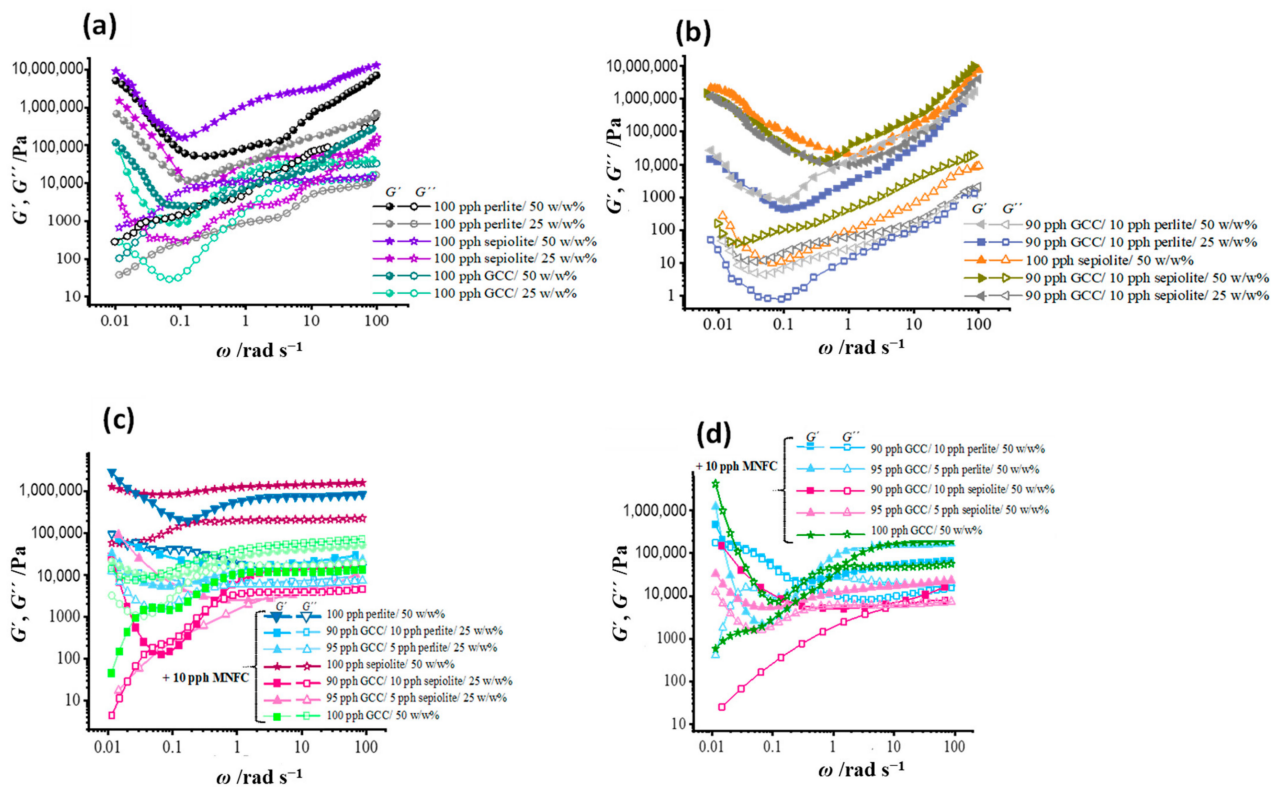 (a)
G′, G′′ /Pa
10,000,000
1,000,000
100,000
10,000
1000
100
10
0.01 0.1 1 10 100
ω /rad s⁻¹
G′ G′′
100 pph perlite/ 50 w/w%
100 pph perlite/ 25 w/w%
100 pph sepiolite/ 50 w/w%
100 pph sepiolite/ 25 w/w%
100 pph GCC/ 50 w/w%
100 pph GCC/ 25 w/w%
(b)
G′, G′′ /Pa
10,000,000
1,000,000
100,000
10,000
1000
100
10
1
0.01 0.1 1 10 100
ω /rad s⁻¹
G′ G′′
90 pph GCC/ 10 pph perlite/ 50 w/w%
90 pph GCC/ 10 pph perlite/ 25 w/w%
100 pph sepiolite/ 50 w/w%
90 pph GCC/ 10 pph sepiolite/ 50 w/w%
90 pph GCC/ 10 pph sepiolite/ 25 w/w%
(c)
G′, G′′ /Pa
1,000,000
100,000
10,000
1000
100
10
0.01 0.1 1 10 100
ω /rad s⁻¹
G′ G′′
100 pph perlite/ 50 w/w%
90 pph GCC/ 10 pph perlite/ 25 w/w%
95 pph GCC/ 5 pph perlite/ 25 w/w%
100 pph sepiolite/ 50 w/w%
+ 10 pph MNFC
90 pph GCC/ 10 pph sepiolite/ 25 w/w%
95 pph GCC/ 5 pph sepiolite/ 25 w/w%
100 pph GCC/ 50 w/w%
(d)
G′ G′′
90 pph GCC/ 10 pph perlite/ 50 w/w%
+ 10 pph MNFC
95 pph GCC/ 5 pph perlite/ 50 w/w%
90 pph GCC/ 10 pph sepiolite/ 50 w/w%
95 pph GCC/ 5 pph sepiolite/ 50 w/w%
100 pph GCC/ 50 w/w%
G′, G′′ /Pa
1,000,000
100,000
10,000
1000
100
10
0.01 0.1 1 10 100
ω /rad s⁻¹